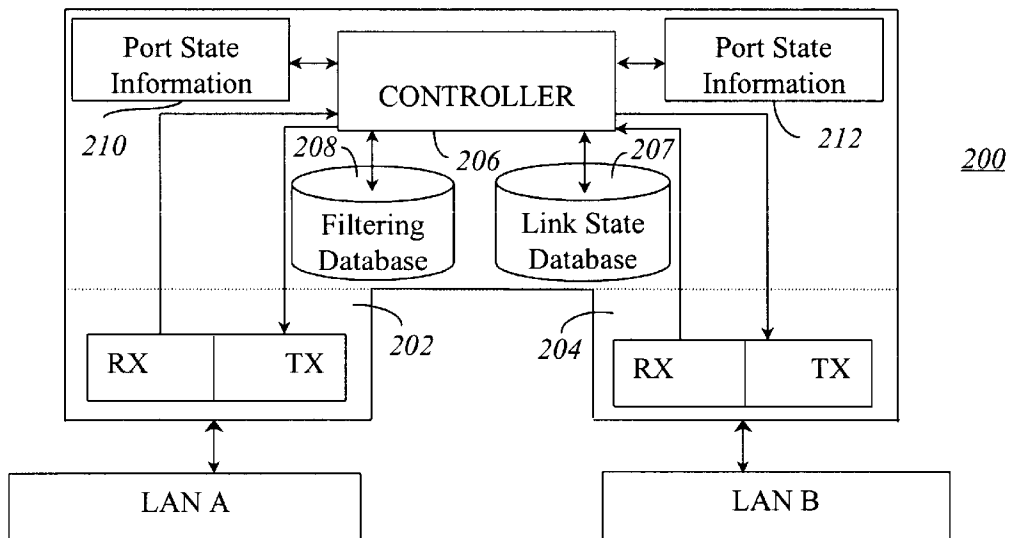 Port State
Information
CONTROLLER
Port State
Information
210
208
206
207
212
200
Filtering
Database
Link State
Database
202
204
RX
TX
RX
TX
LAN A
LAN B